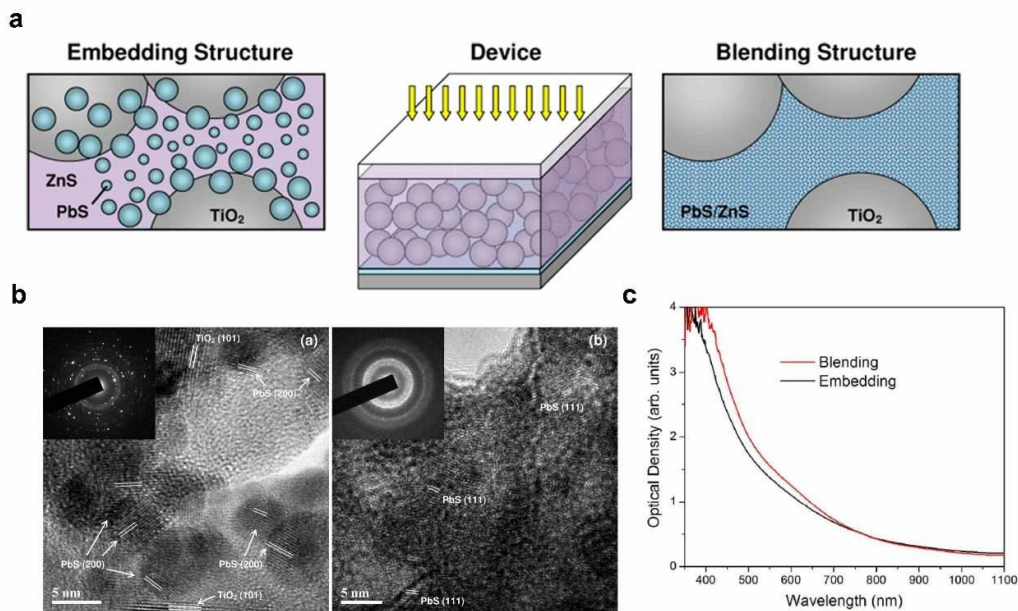 a
Embedding Structure
Device
Blending Structure
ZnS
PbS
TiO₂
PbS/ZnS
TiO₂
b
c
(a)
TiO₂ (101)
PbS (200)
PbS (200)
PbS (200)
5 nm
TiO₂ (101)
(b)
PbS (111)
PbS (111)
PbS (111)
5 nm
4
3
2
1
0
Blending
Embedding
Optical Density (arb. units)
400 500 600 700 800 900 1000 1100
Wavelength (nm)